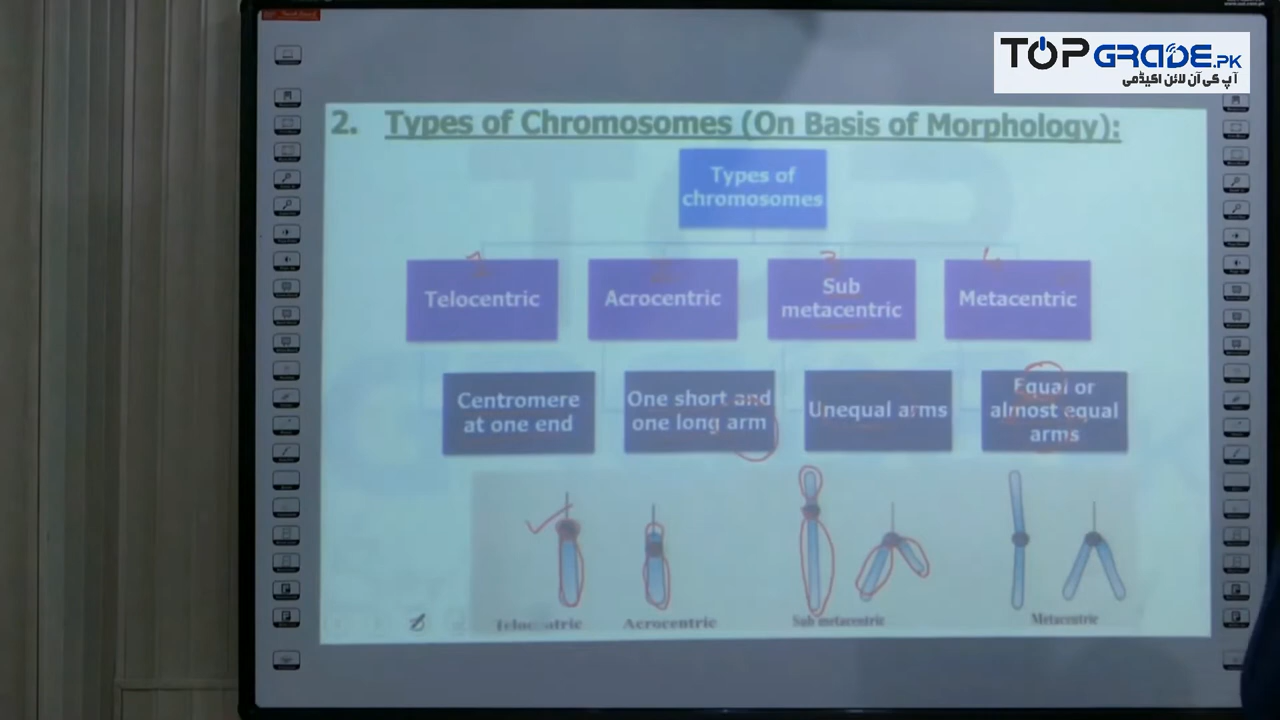 TOPGRADE.PK
آپ کی آن لائن اکیڈمی
2. Types of Chromosomes (On Basis of Morphology):
Types of
chromosomes
Telocentric
Acrocentric
Sub
metacentric
Metacentric
Centromere
at one end
One short and
one long arm
Unequal arms
Equal or
almost equal
arms
Telocentric
Acrocentric
Sub metacentric
Metacentric